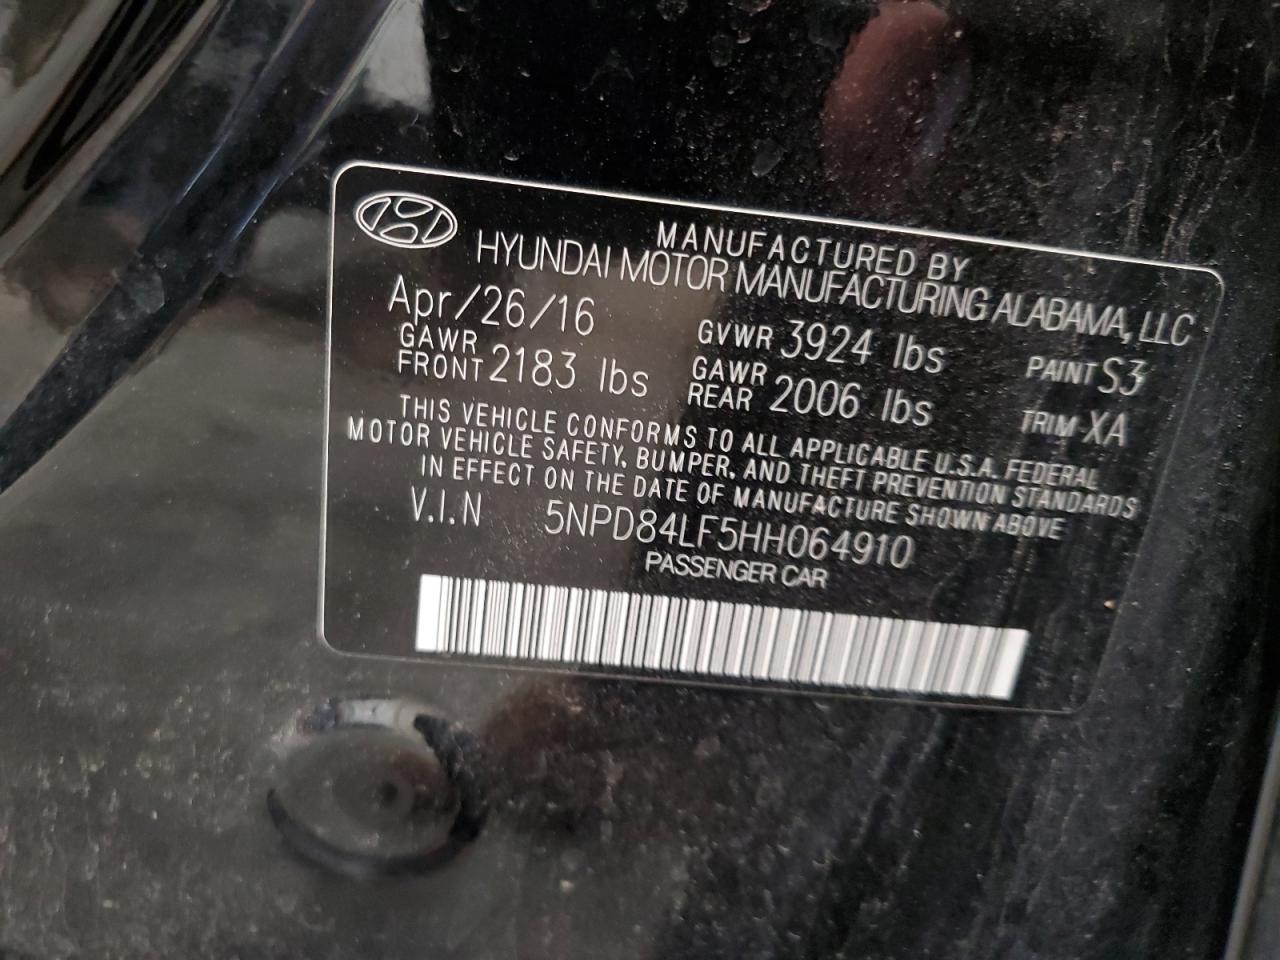 MANUFACTURED BY
HYUNDAI MOTOR MANUFACTURING ALABAMA, LLC
Apr/26/16 GVWR 3924 lbs PAINT S3
GAWR FRONT 2183 lbs GAWR REAR 2006 lbs TRIM XA
THIS VEHICLE CONFORMS TO ALL APPLICABLE U.S.A. FEDERAL
MOTOR VEHICLE SAFETY, BUMPER, AND THEFT PREVENTION STANDARDS
IN EFFECT ON THE DATE OF MANUFACTURE SHOWN ABOVE
V.I.N 5NPD84LF5HH064910
PASSENGER CAR